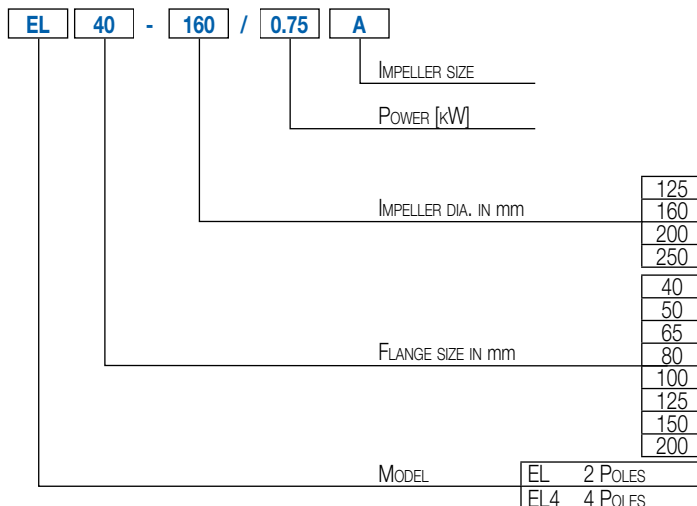 EL 40 - 160 / 0.75 A
IMPELLER SIZE
POWER [KW]
IMPELLER DIA. IN mm
125
160
200
250
FLANGE SIZE IN mm
40
50
65
80
100
125
150
200
MODEL
EL 2 POLES
EL4 4 POLES